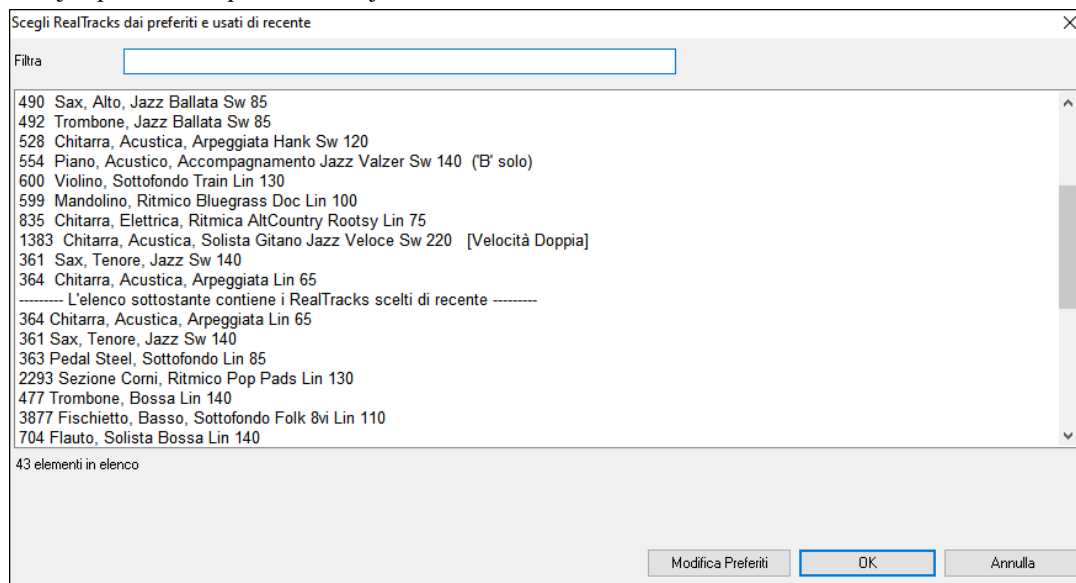 Scegli RealTracks dai preferiti e usati di recente
Filtra
490 Sax, Alto, Jazz Ballata Sw 85
492 Trombone, Jazz Ballata Sw 85
528 Chitarra, Acustica, Arpeggiata Hank Sw 120
554 Piano, Acustico, Accompagnamento Jazz Valzer Sw 140 ('B' solo)
600 Violino, Sottofondo Train Lin 130
599 Mandolino, Ritmico Bluegrass Doc Lin 100
835 Chitarra, Elettrica, Ritmica AltCountry Rootsy Lin 75
1383 Chitarra, Acustica, Solista Gitano Jazz Veloce Sw 220 [Velocità Doppia]
361 Sax, Tenore, Jazz Sw 140
364 Chitarra, Acustica, Arpeggiata Lin 65
--------- L'elenco sottostante contiene i RealTracks scelti di recente ---------
364 Chitarra, Acustica, Arpeggiata Lin 65
361 Sax, Tenore, Jazz Sw 140
363 Pedal Steel, Sottofondo Lin 85
2293 Sezione Corni, Ritmico Pop Pads Lin 130
477 Trombone, Bossa Lin 140
3877 Fischietto, Basso, Sottofondo Folk 8vi Lin 110
704 Flauto, Solista Bossa Lin 140
43 elementi in elenco
Modifica Preferiti OK Annulla